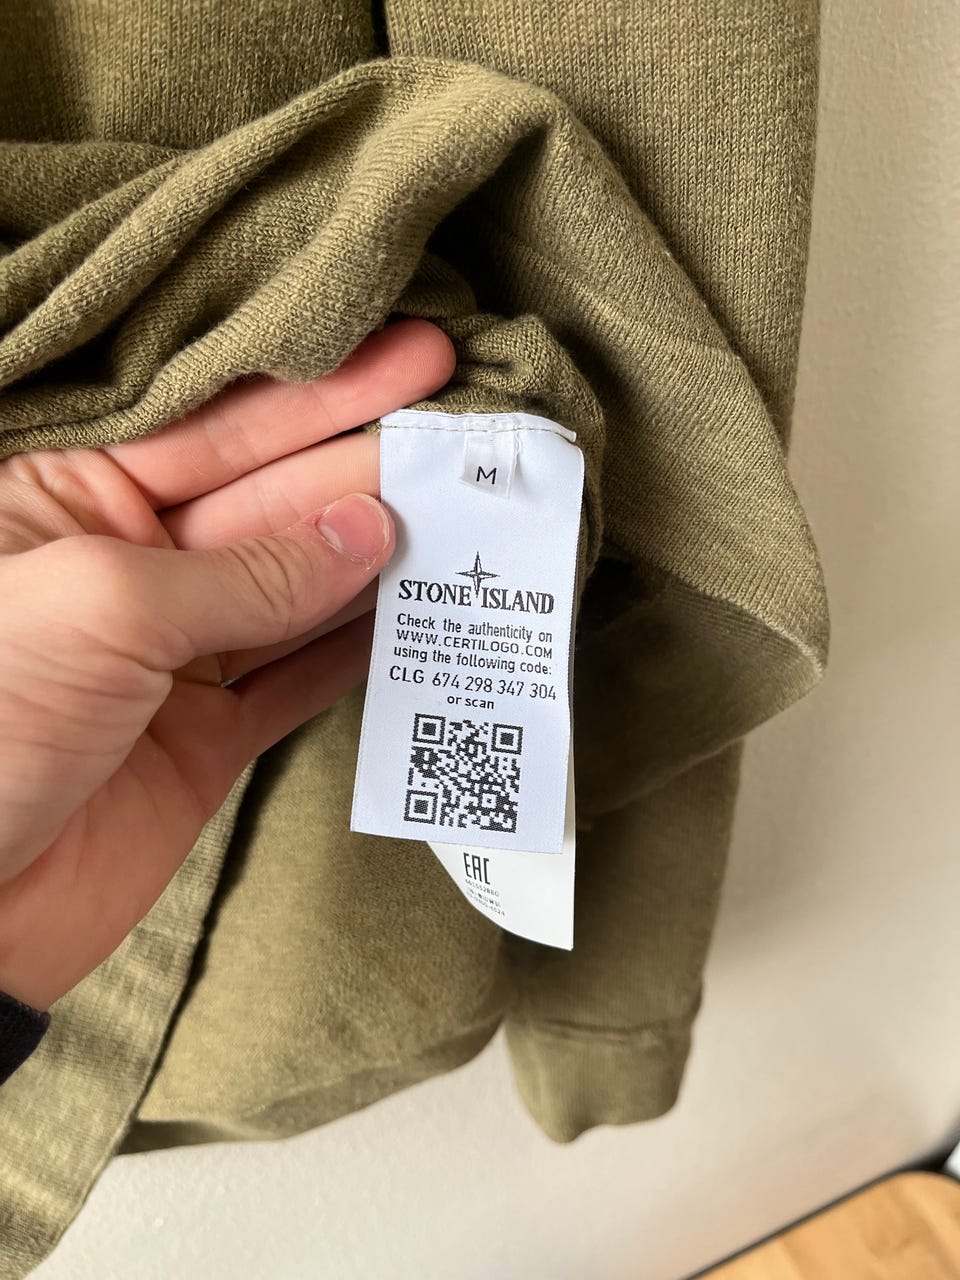 M
STONE ISLAND
Check the authenticity on
WWW.CERTILOGO.COM
using the following code:
CLG 674 298 347 304
or scan
EAC